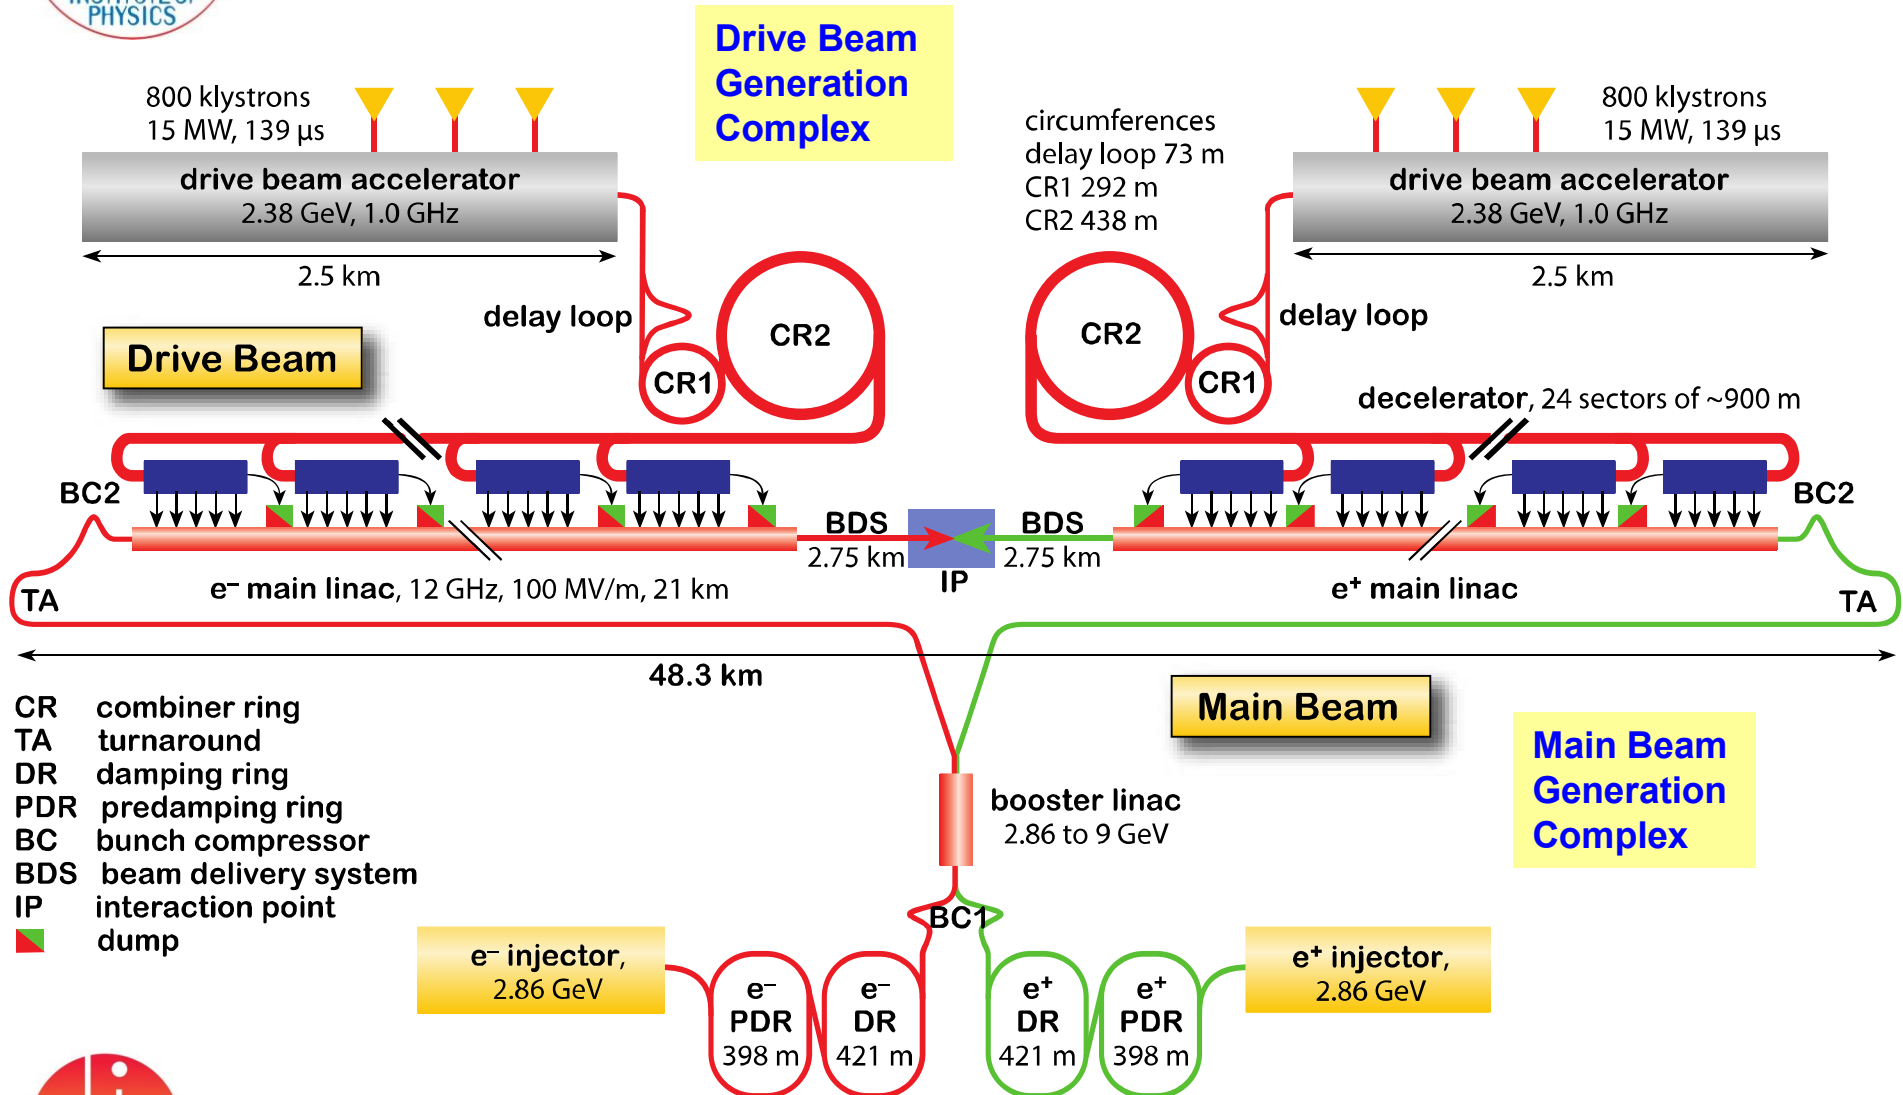 INSTITUTE OF
PHYSICS
Drive Beam
Generation
Complex
800 klystrons
15 MW, 139 µs
drive beam accelerator
2.38 GeV, 1.0 GHz
2.5 km
circumferences
delay loop 73 m
CR1 292 m
CR2 438 m
800 klystrons
15 MW, 139 µs
drive beam accelerator
2.38 GeV, 1.0 GHz
2.5 km
delay loop
CR2
CR1
CR2
CR1
delay loop
Drive Beam
decelerator, 24 sectors of ~900 m
BC2
BC2
BDS
2.75 km
IP
BDS
2.75 km
e– main linac, 12 GHz, 100 MV/m, 21 km
e+ main linac
TA
TA
48.3 km
Main Beam
Main Beam
Generation
Complex
CR combiner ring
TA turnaround
DR damping ring
PDR predamping ring
BC bunch compressor
BDS beam delivery system
IP interaction point
dump
booster linac
2.86 to 9 GeV
BC1
e– injector,
2.86 GeV
e–
PDR
398 m
e–
DR
421 m
e+
DR
421 m
e+
PDR
398 m
e+ injector,
2.86 GeV